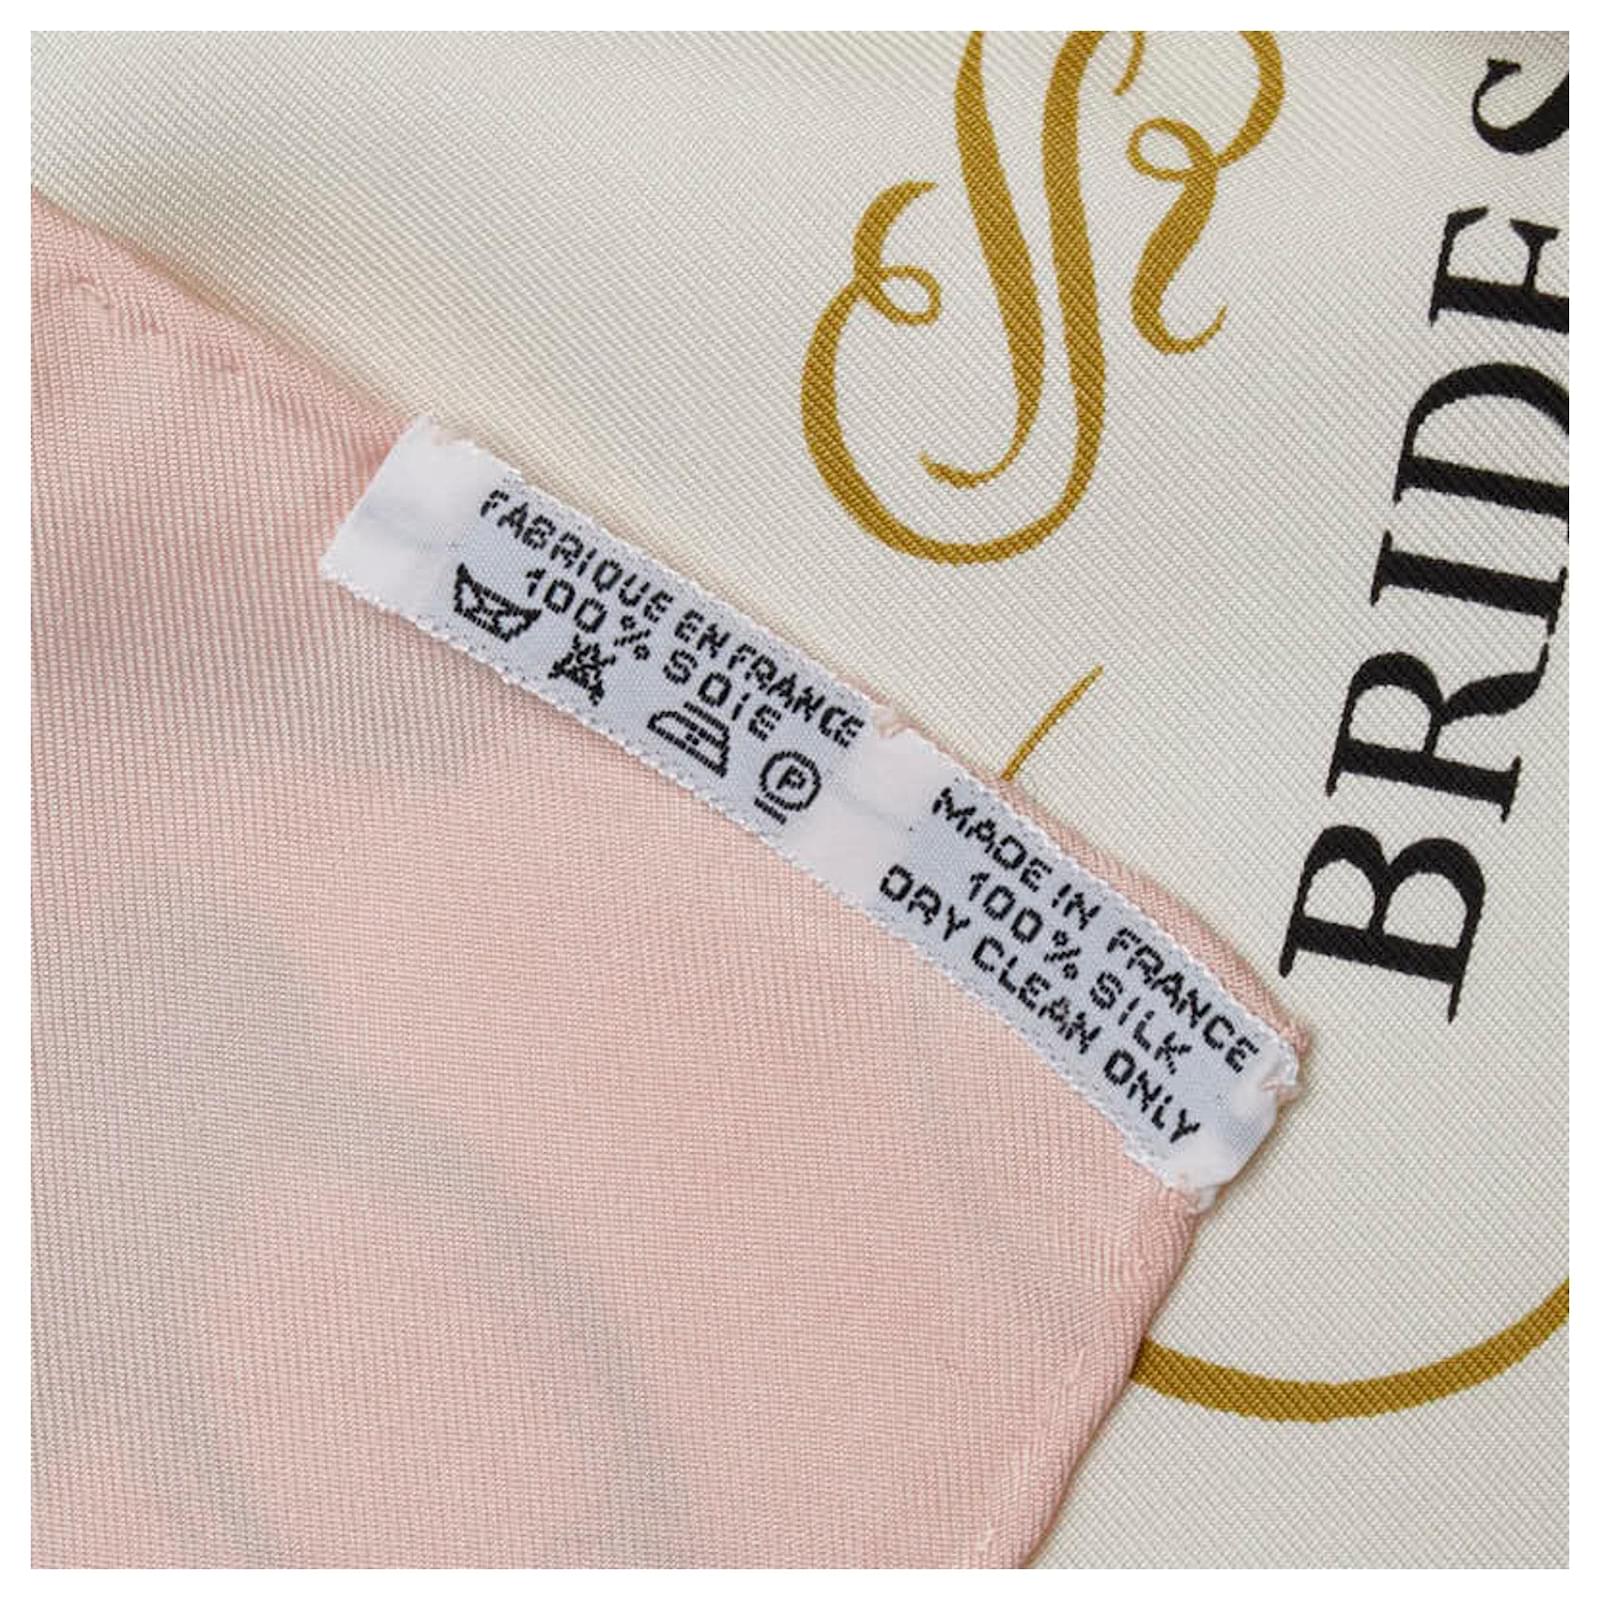 FABRIQUE EN FRANCE
100% SOIE
P
MADE IN FRANCE
100% SILK
DRY CLEAN ONLY
BRIDES